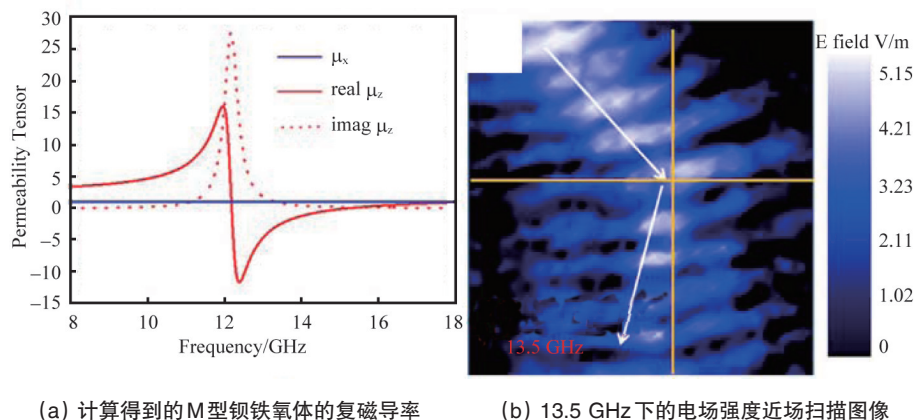 30
25
20
15
10
5
0
−5
−10
−15
Permeability Tensor
μx
real μz
imag μz
8
10
12
14
16
18
Frequency/GHz
(a) 计算得到的M型钡铁氧体的复磁导率
13.5 GHz
E field V/m
5.15
4.21
3.23
2.11
1.02
0
(b) 13.5 GHz下的电场强度近场扫描图像